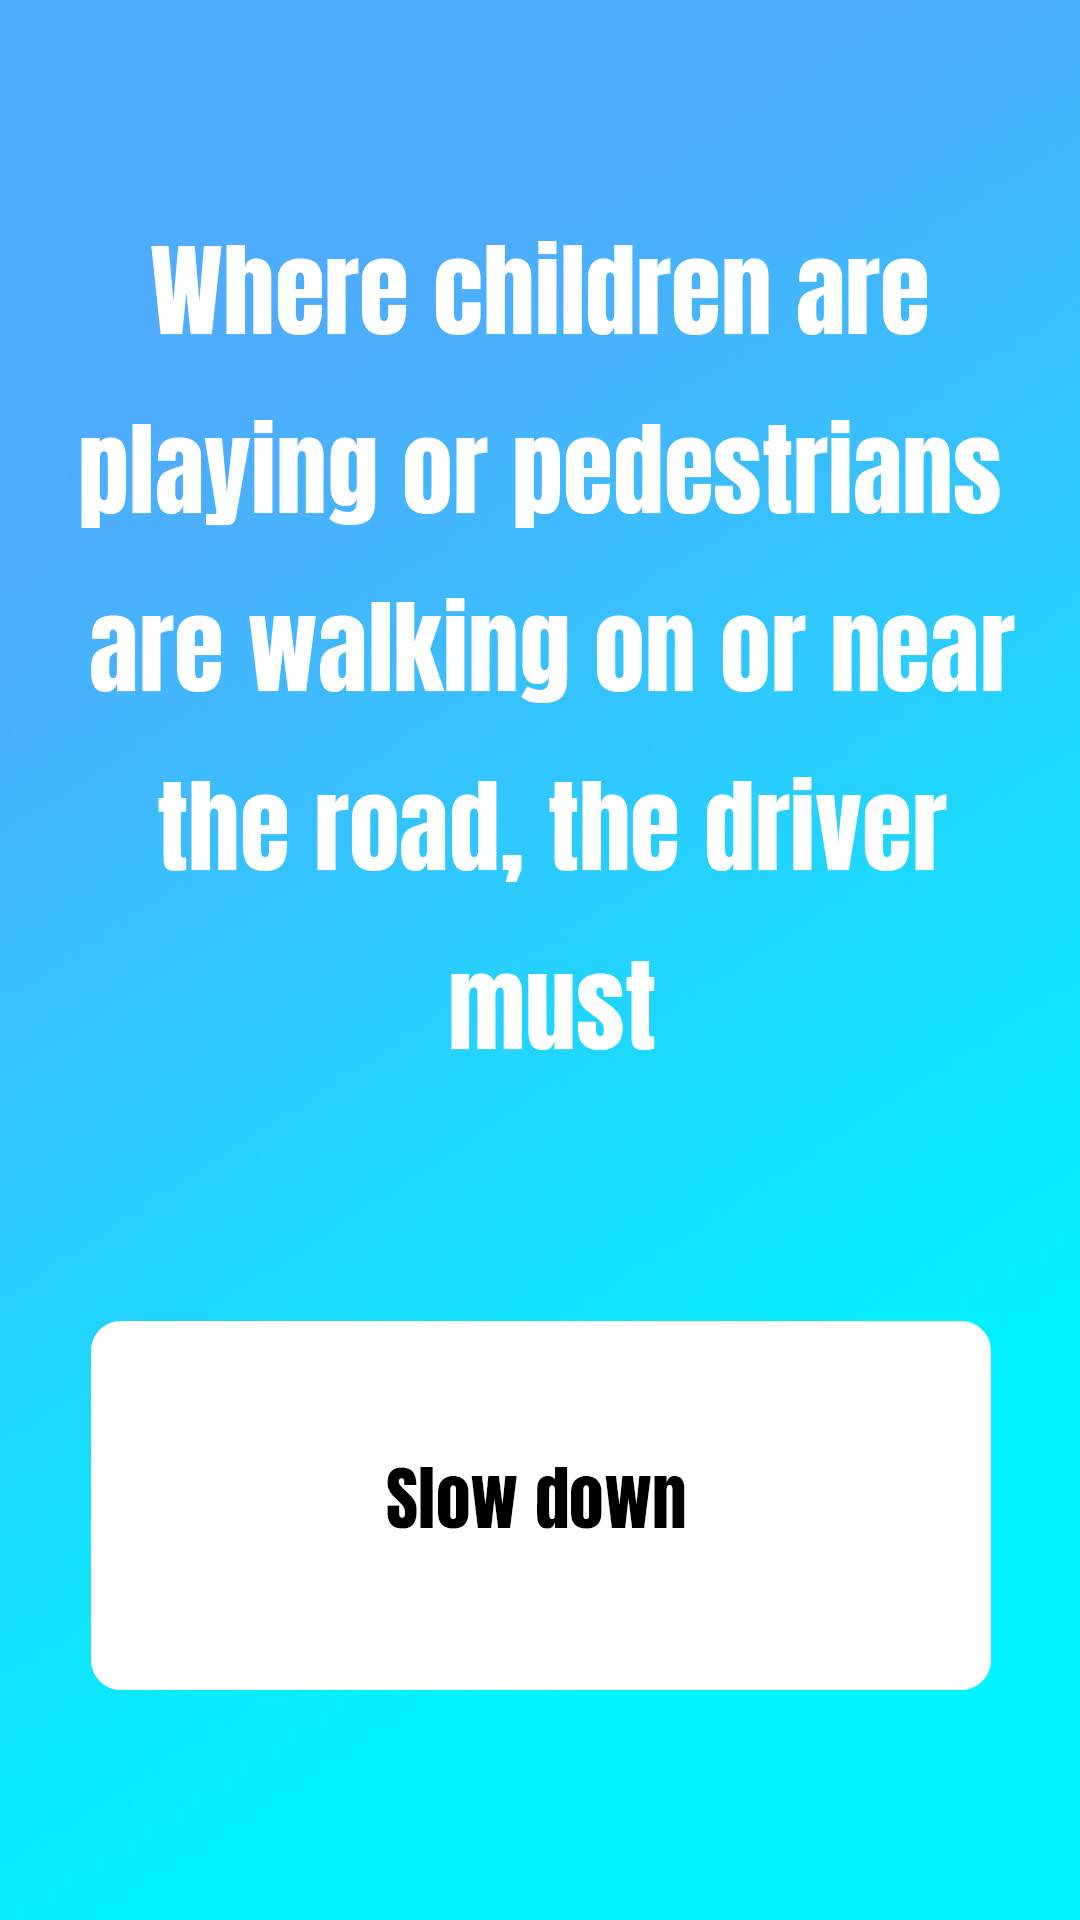 Where children are
playing or pedestrians
are walking on or near
the road, the driver
must
Slow down